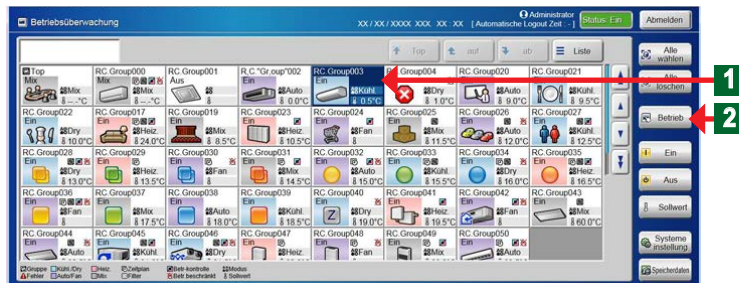 Betriebsüberwachung
XX / XX / XXXX XXX XX : XX [ Automatische Logout Zeit : - ]
Administrator
Status: Ein
Abmelden
Top auf ab Liste
Alle wählen
Top RC.Group000 RC.Group001 R,C."Gr,oup"002 RC.Group003 RC.Group004 RC.Group020 RC.Group021
Mix Mix Aus Ein Ein
Mix Mix Auto Kühl. Dry Auto Kühl.
--.-°C --.-°C 0.0°C 0.5°C 1.0°C 9.0°C 9.5°C
1
löschen
RC.Group022 RC.Group017 RC.Group019 RC.Group023 RC.Group024 RC.Group025 RC.Group026 RC.Group027
Ein Ein Ein Ein Ein Ein Ein Ein
Dry Heiz. Mix Heiz. Fan Mix Auto Kühl.
10.0°C 24.0°C 8.5°C 10.5°C 11.5°C 12.0°C 12.5°C
Betrieb
2
RC.Group028 RC.Group029 RC.Group030 RC.Group031 RC.Group032 RC.Group033 RC.Group034 RC.Group035
Ein Ein Ein Ein Ein Ein Ein Ein
Dry Heiz. Fan Mix Auto Kühl. Dry Heiz.
13.0°C 13.5°C 14.5°C 15.0°C 15.5°C 16.0°C 16.5°C
Ein
RC.Group036 RC.Group037 RC.Group038 RC.Group039 RC.Group040 RC.Group041 RC.Group042 RC.Group043
Ein Ein Ein Ein Ein Ein Ein Ein
Fan Mix Auto Kühl. Dry Heiz. Fan Mix
17.5°C 18.0°C 18.5°C 19.0°C 19.5°C 60.0°C
Aus
Sollwert
RC.Group044 RC.Group045 RC.Group046 RC.Group047 RC.Group048 RC.Group049 RC.Group050
Ein Ein Ein Ein Ein Ein Ein
Auto Kühl. Dry Heiz. Fan Mix Auto
Systeme instellung
Gruppe Kühl./Dry Heiz. Zeitplan Betr-kontrolle Modus
Fehler Auto/Fan Mix Filter Betr beschränkt Sollwert
Speicherdaten